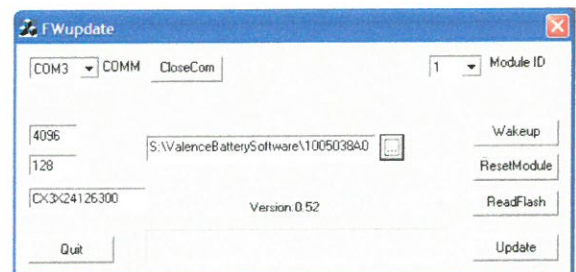 FWupdate
COM3 COMM CloseCom 1 Module ID
4096
S:\ValenceBatterySoftware\1005038A0
Wakeup
128
ResetModule
CX3X24126300
Version:0.52
ReadFlash
Quit
Update